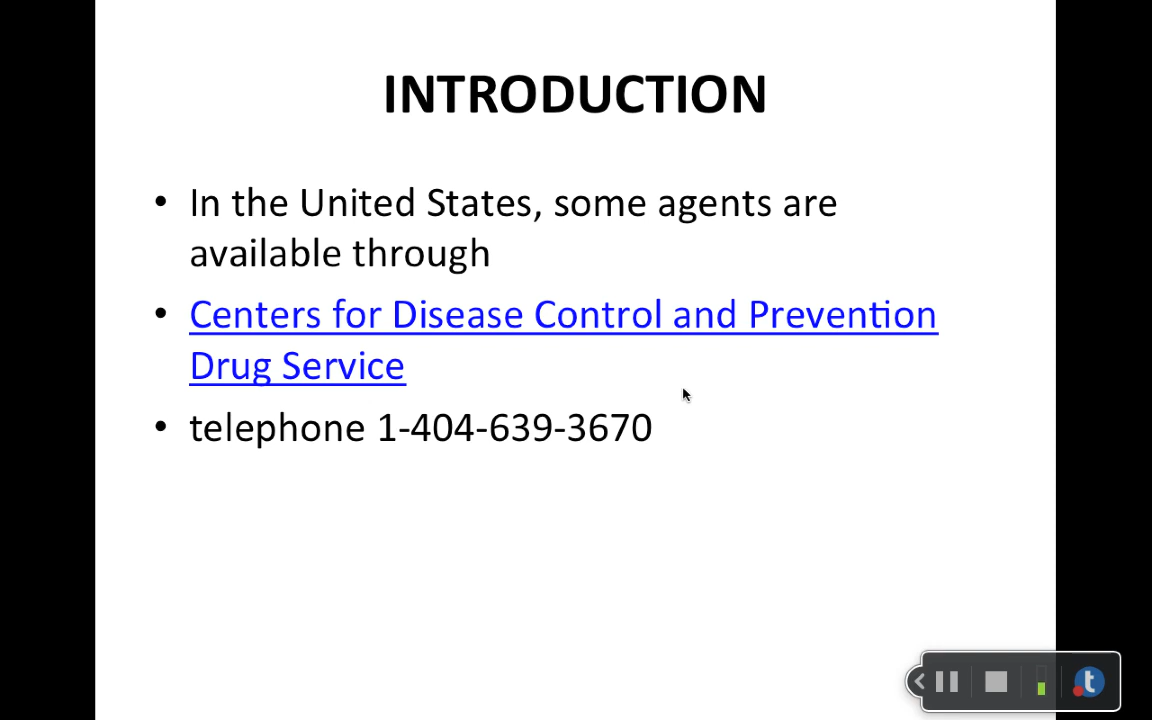 INTRODUCTION
• In the United States, some agents are
available through
• Centers for Disease Control and Prevention
Drug Service
• telephone 1-404-639-3670
t